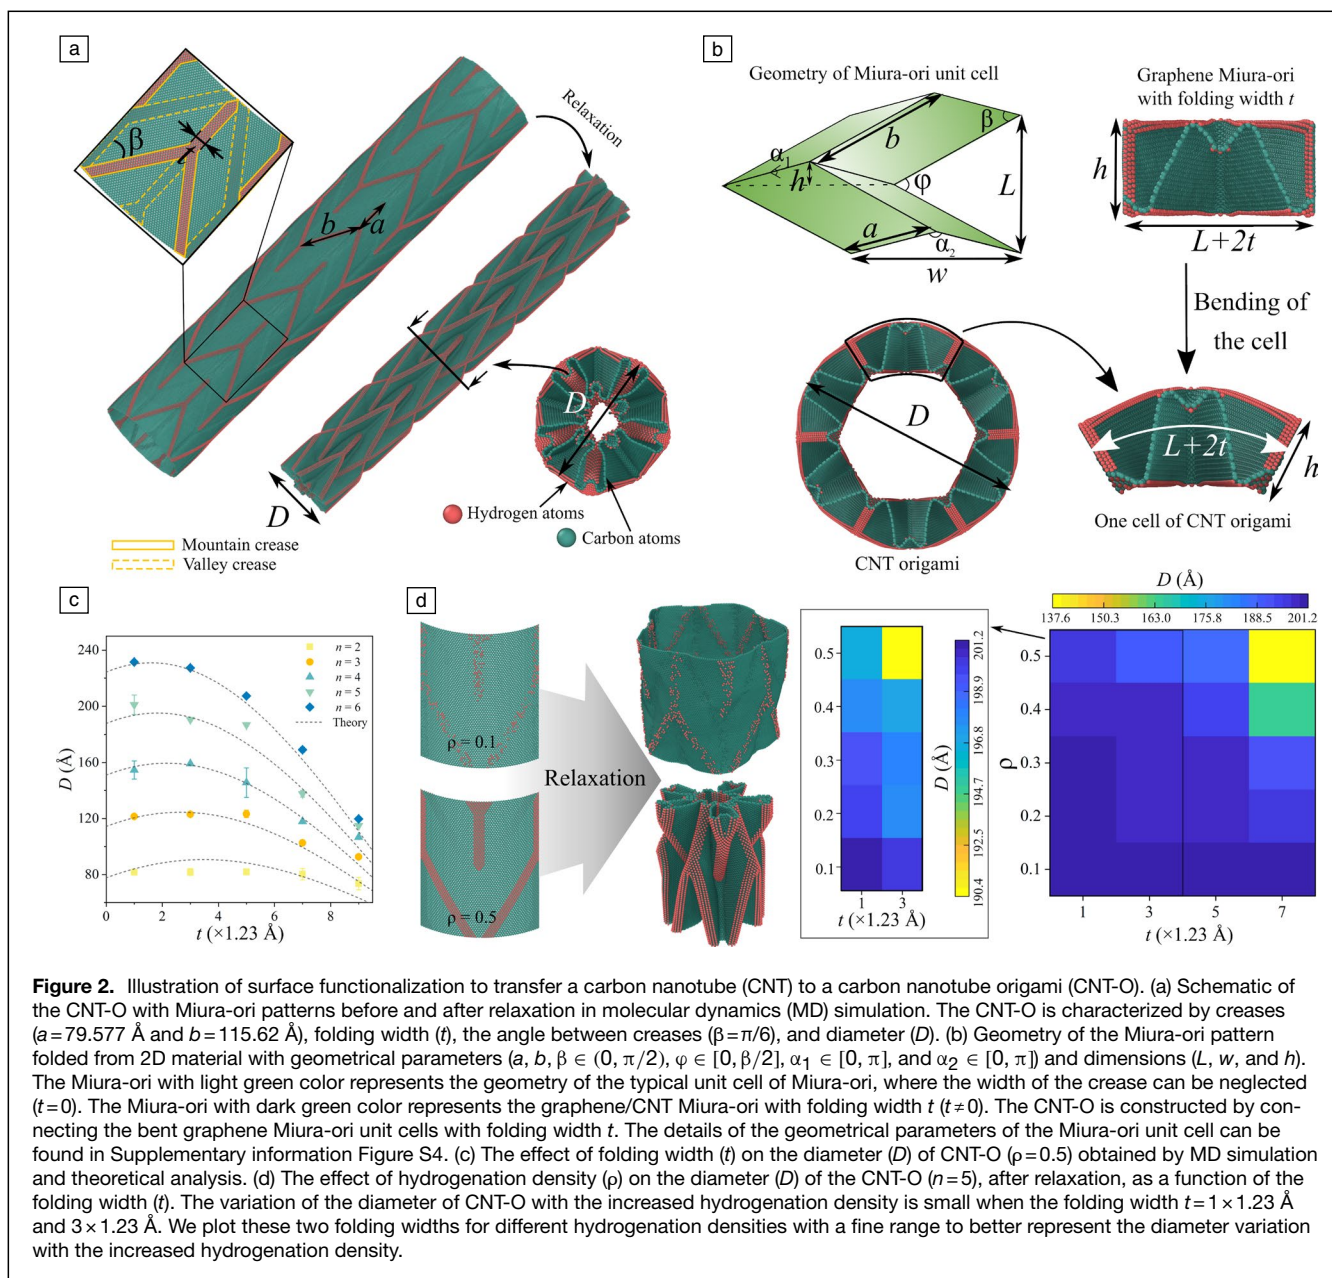 a
β
t
b
a
Relaxation
D
D
Hydrogen atoms
Carbon atoms
Mountain crease
Valley crease
b
Geometry of Miura-ori unit cell
b
β
α1
h
φ
L
a
α2
w
Graphene Miura-ori
with folding width t
h
L+2t
Bending of
the cell
D
CNT origami
L+2t
h
One cell of CNT origami
c
240
200
160
120
80
D (Å)
0 2 4 6 8
t (×1.23 Å)
n = 2
n = 3
n = 4
n = 5
n = 6
Theory
d
ρ = 0.1
ρ = 0.5
Relaxation
0.5
0.4
0.3
0.2
0.1
1 3
t (×1.23 Å)
D (Å)
201.2
198.9
196.8
194.7
192.5
190.4
D (Å)
137.6 150.3 163.0 175.8 188.5 201.2
ρ
0.5
0.4
0.3
0.2
0.1
1 3 5 7
t (×1.23 Å)
Figure 2. Illustration of surface functionalization to transfer a carbon nanotube (CNT) to a carbon nanotube origami (CNT-O). (a) Schematic of
the CNT-O with Miura-ori patterns before and after relaxation in molecular dynamics (MD) simulation. The CNT-O is characterized by creases
(a = 79.577 Å and b = 115.62 Å), folding width (t), the angle between creases (β = π/6), and diameter (D). (b) Geometry of the Miura-ori pattern
folded from 2D material with geometrical parameters (a, b, β ∈ (0, π/2), φ ∈ [0, β/2], α1 ∈ [0, π], and α2 ∈ [0, π]) and dimensions (L, w, and h).
The Miura-ori with light green color represents the geometry of the typical unit cell of Miura-ori, where the width of the crease can be neglected
(t = 0). The Miura-ori with dark green color represents the graphene/CNT Miura-ori with folding width t (t ≠ 0). The CNT-O is constructed by con-
necting the bent graphene Miura-ori unit cells with folding width t. The details of the geometrical parameters of the Miura-ori unit cell can be
found in Supplementary information Figure S4. (c) The effect of folding width (t) on the diameter (D) of CNT-O (ρ = 0.5) obtained by MD simulation
and theoretical analysis. (d) The effect of hydrogenation density (ρ) on the diameter (D) of the CNT-O (n = 5), after relaxation, as a function of the
folding width (t). The variation of the diameter of CNT-O with the increased hydrogenation density is small when the folding width t = 1 × 1.23 Å
and 3 × 1.23 Å. We plot these two folding widths for different hydrogenation densities with a fine range to better represent the diameter variation
with the increased hydrogenation density.